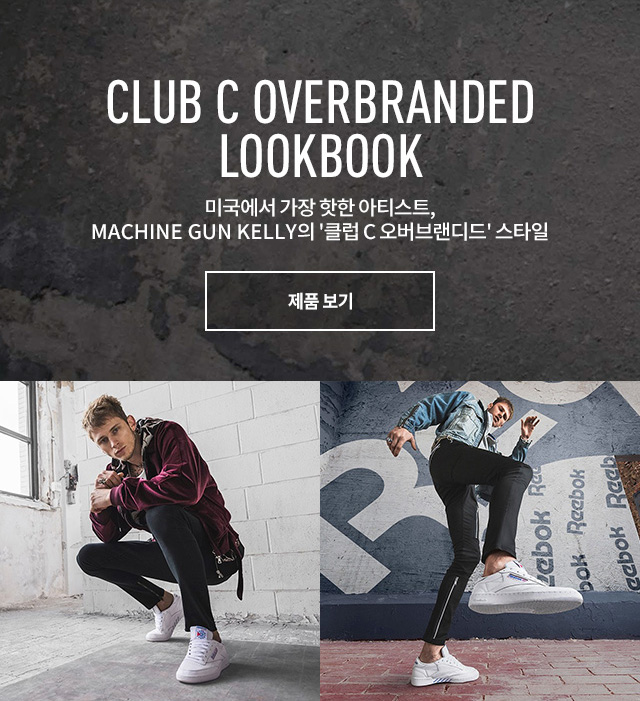 CLUB C OVERBRANDED
LOOKBOOK
미국에서 가장 핫한 아티스트,
MACHINE GUN KELLY의 '클럽 C 오버브랜디드' 스타일
제품 보기
Reebok
Reebok
Reebok
Reebok